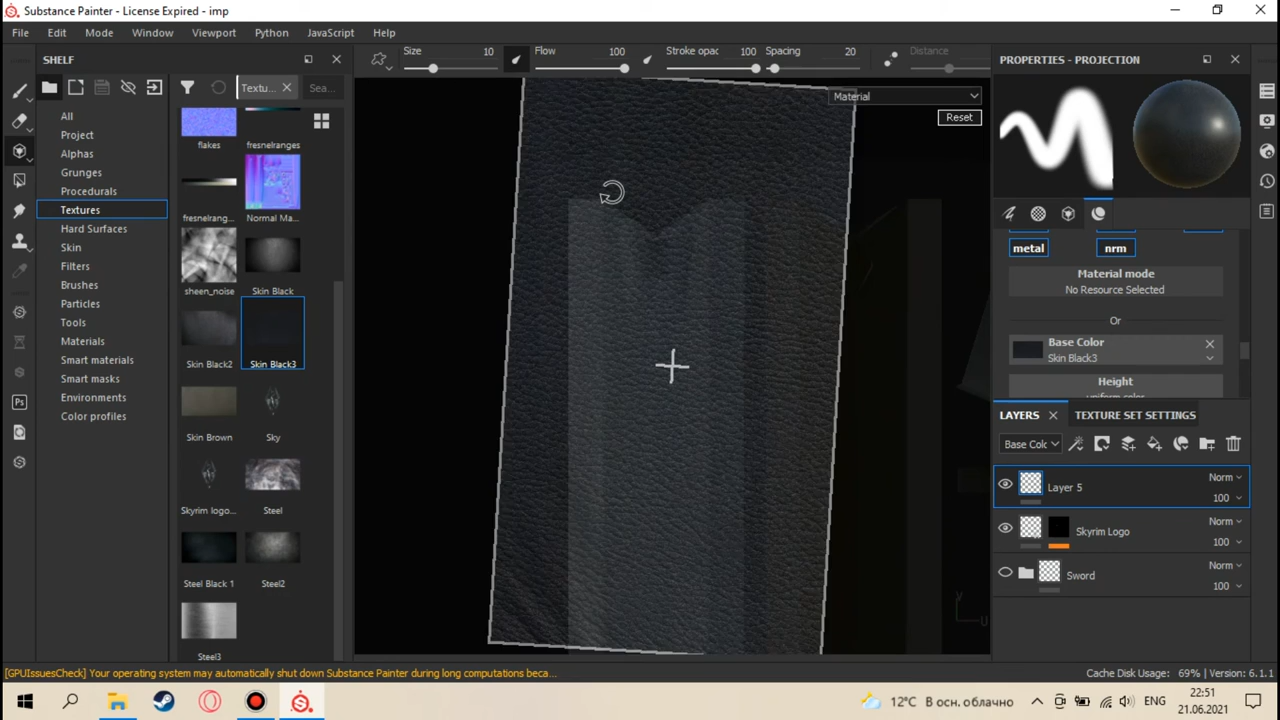 Substance Painter - License Expired - imp
File Edit Mode Window Viewport Python JavaScript Help
SHELF
Size 10 Flow 100 Stroke opac 100 Spacing 20 Distance
PROPERTIES - PROJECTION
Textu... Sea...
Material
Reset
All
Project
Alphas
Grunges
Procedurals
Textures
Hard Surfaces
Skin
Filters
Brushes
Particles
Tools
Materials
Smart materials
Smart masks
Environments
Color profiles
flakes fresnelranges
fresnelrang... Normal Ma...
sheen_noise Skin Black
Skin Black2 Skin Black3
Skin Brown Sky
Skyrim logo... Steel
Steel Black 1 Steel2
Steel3
metal nrm
Material mode
No Resource Selected
Or
Base Color
Skin Black3
Height
uniform color
LAYERS TEXTURE SET SETTINGS
Base Colc
Layer 5 Norm 100
Skyrim Logo Norm 100
Sword Norm 100
y
U
[GPUIssuesCheck] Your operating system may automatically shut down Substance Painter during long computations beca...
Cache Disk Usage: 69% | Version: 6.1.1
Ps
12°C В осн. облачно
ENG
22:51
21.06.2021